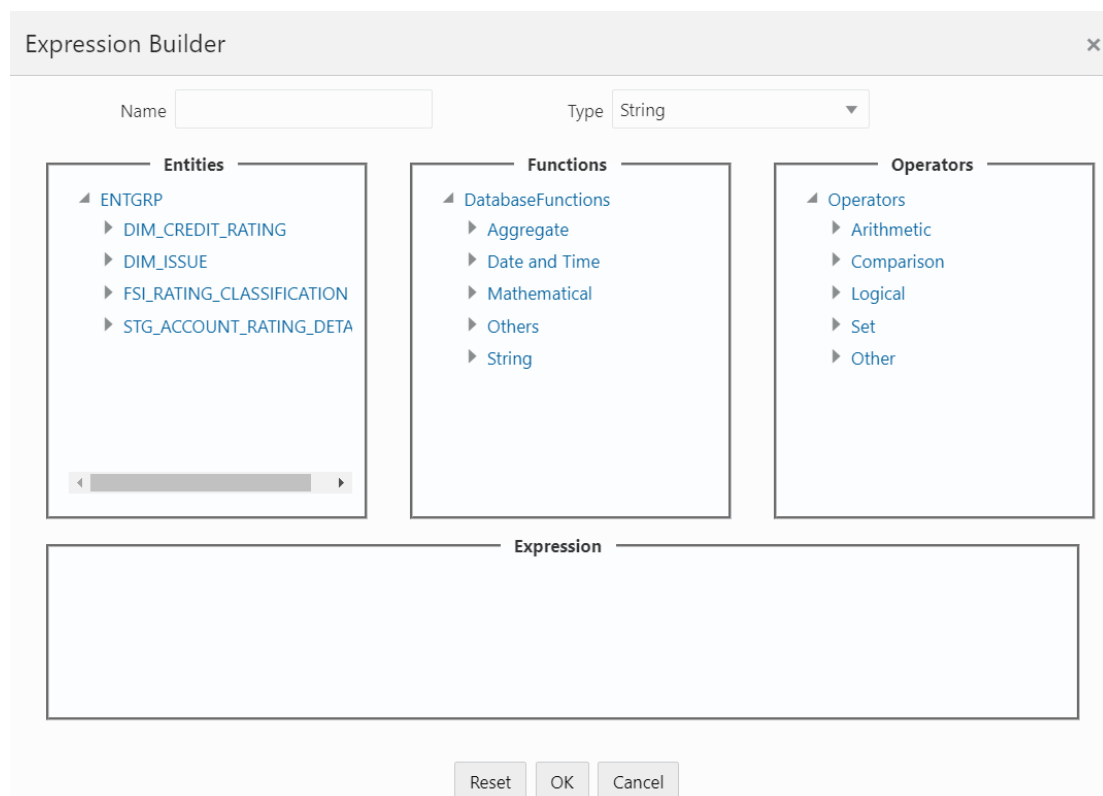 Expression Builder
×
Name
Type String
Entities
ENTGRP
DIM_CREDIT_RATING
DIM_ISSUE
FSI_RATING_CLASSIFICATION
STG_ACCOUNT_RATING_DETA
Functions
DatabaseFunctions
Aggregate
Date and Time
Mathematical
Others
String
Operators
Operators
Arithmetic
Comparison
Logical
Set
Other
Expression
Reset OK Cancel